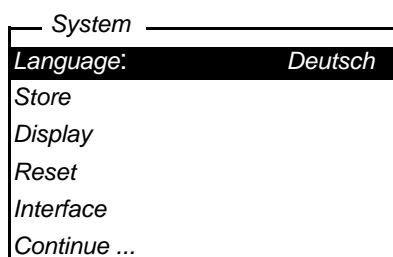 System
Language: Deutsch
Store
Display
Reset
Interface
Continue ...